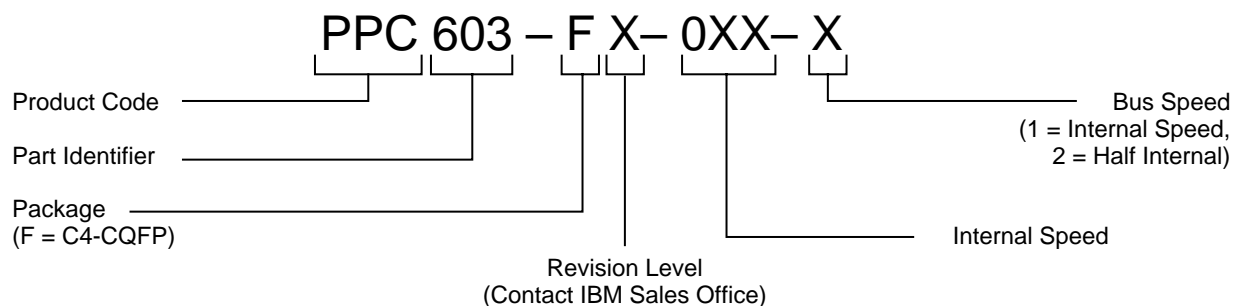 PPC 603 – F X – 0XX – X
Product Code
Bus Speed
(1 = Internal Speed,
2 = Half Internal)
Part Identifier
Package
(F = C4-CQFP)
Internal Speed
Revision Level
(Contact IBM Sales Office)